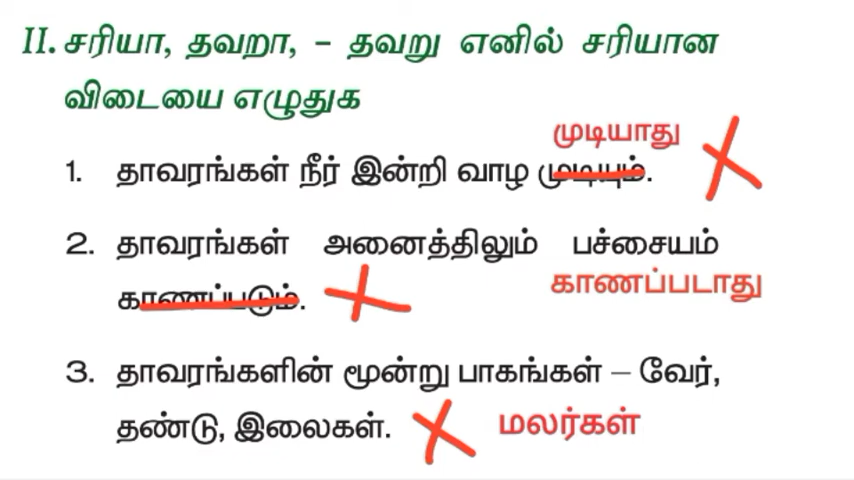 II. சரியா, தவறா, – தவறு எனில் சரியான
விடையை எழுதுக
முடியாது
1. தாவரங்கள் நீர் இன்றி வாழ முடியும்.
2. தாவரங்கள் அனைத்திலும் பச்சையம்
காணப்படும்.
காணப்படாது
3. தாவரங்களின் மூன்று பாகங்கள் – வேர்,
தண்டு, இலைகள்.
மலர்கள்